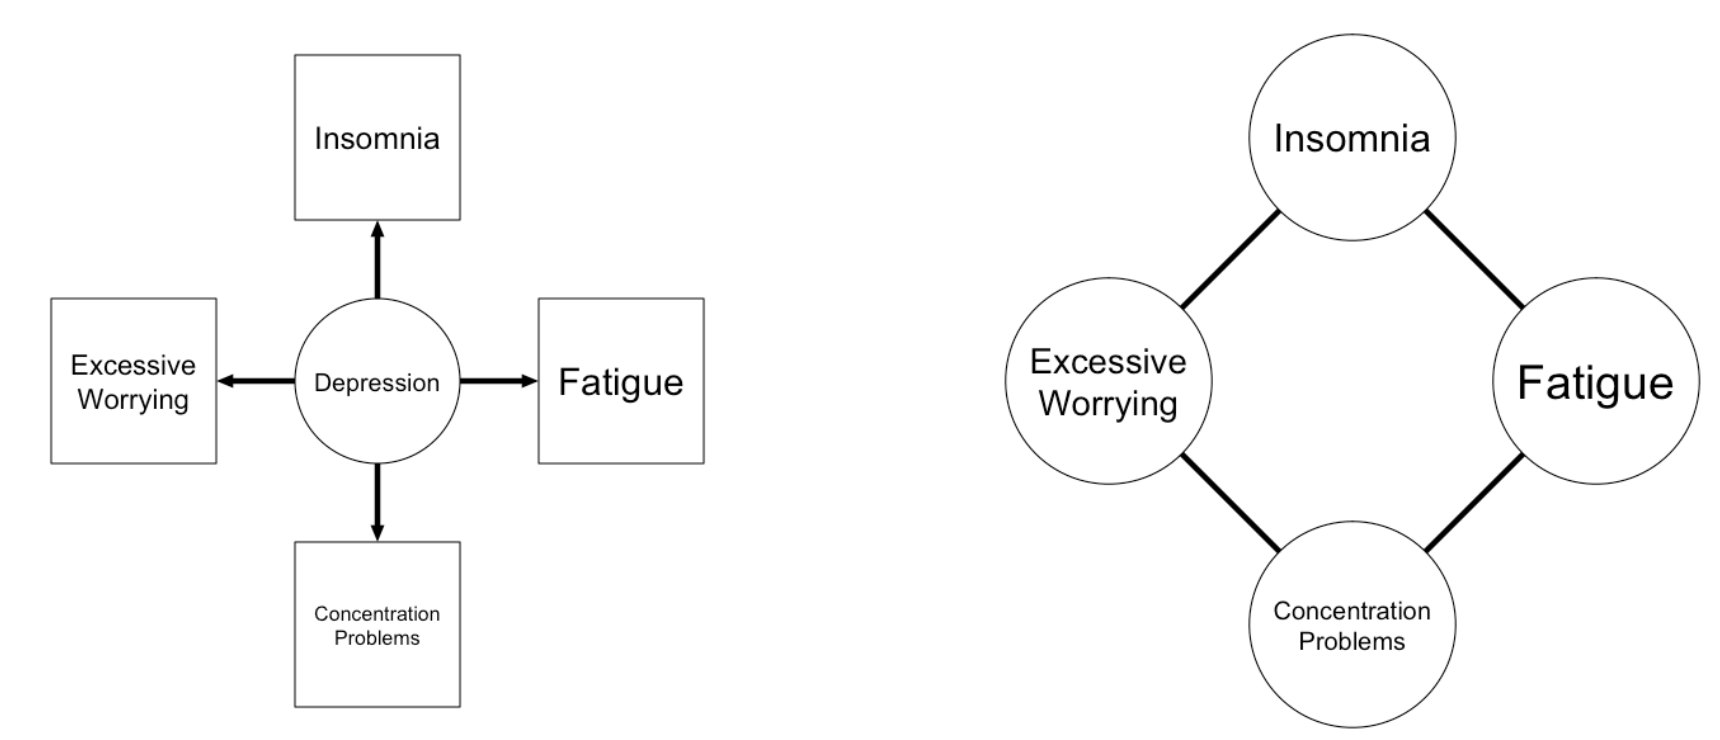 Insomnia
Excessive
Worrying
Depression
Fatigue
Concentration
Problems
Insomnia
Excessive
Worrying
Fatigue
Concentration
Problems